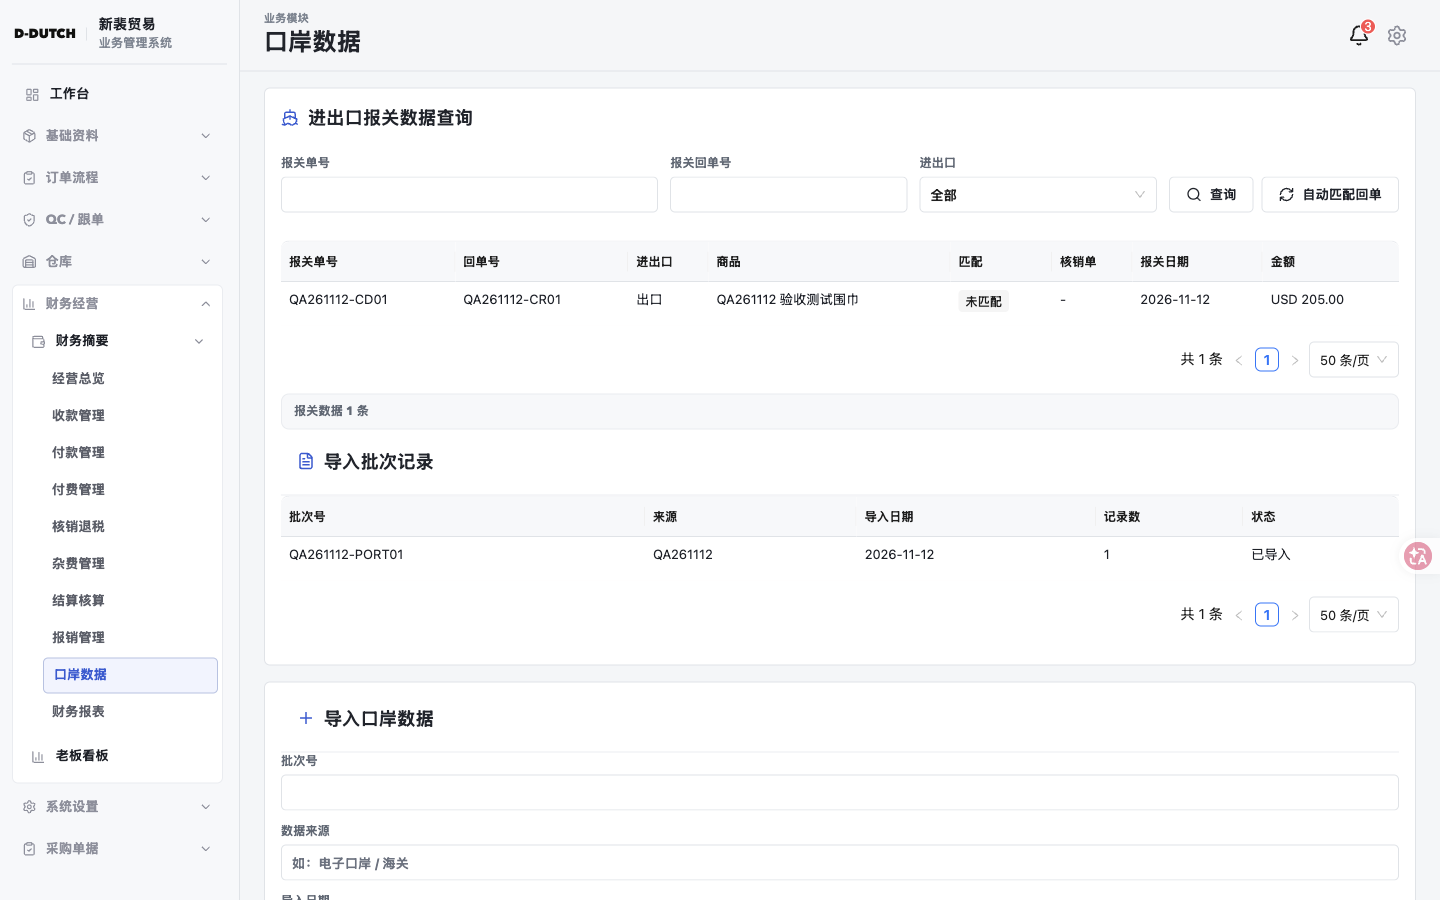 D-DUTCH
新裴贸易
业务管理系统
工作台
基础资料
订单流程
QC / 跟单
仓库
财务经营
财务摘要
经营总览
收款管理
付款管理
付费管理
核销退税
杂费管理
结算核算
报销管理
口岸数据
财务报表
老板看板
系统设置
采购单据
业务模块
口岸数据
3
进出口报关数据查询
报关单号
报关回单号
进出口
全部
查询
自动匹配回单
报关单号 回单号 进出口 商品 匹配 核销单 报关日期 金额
QA261112-CD01 QA261112-CR01 出口 QA261112 验收测试围巾 未匹配 - 2026-11-12 USD 205.00
共 1 条 1 50 条/页
报关数据 1 条
导入批次记录
批次号 来源 导入日期 记录数 状态
QA261112-PORT01 QA261112 2026-11-12 1 已导入
共 1 条 1 50 条/页
导入口岸数据
批次号
数据来源
如：电子口岸 / 海关
导入日期